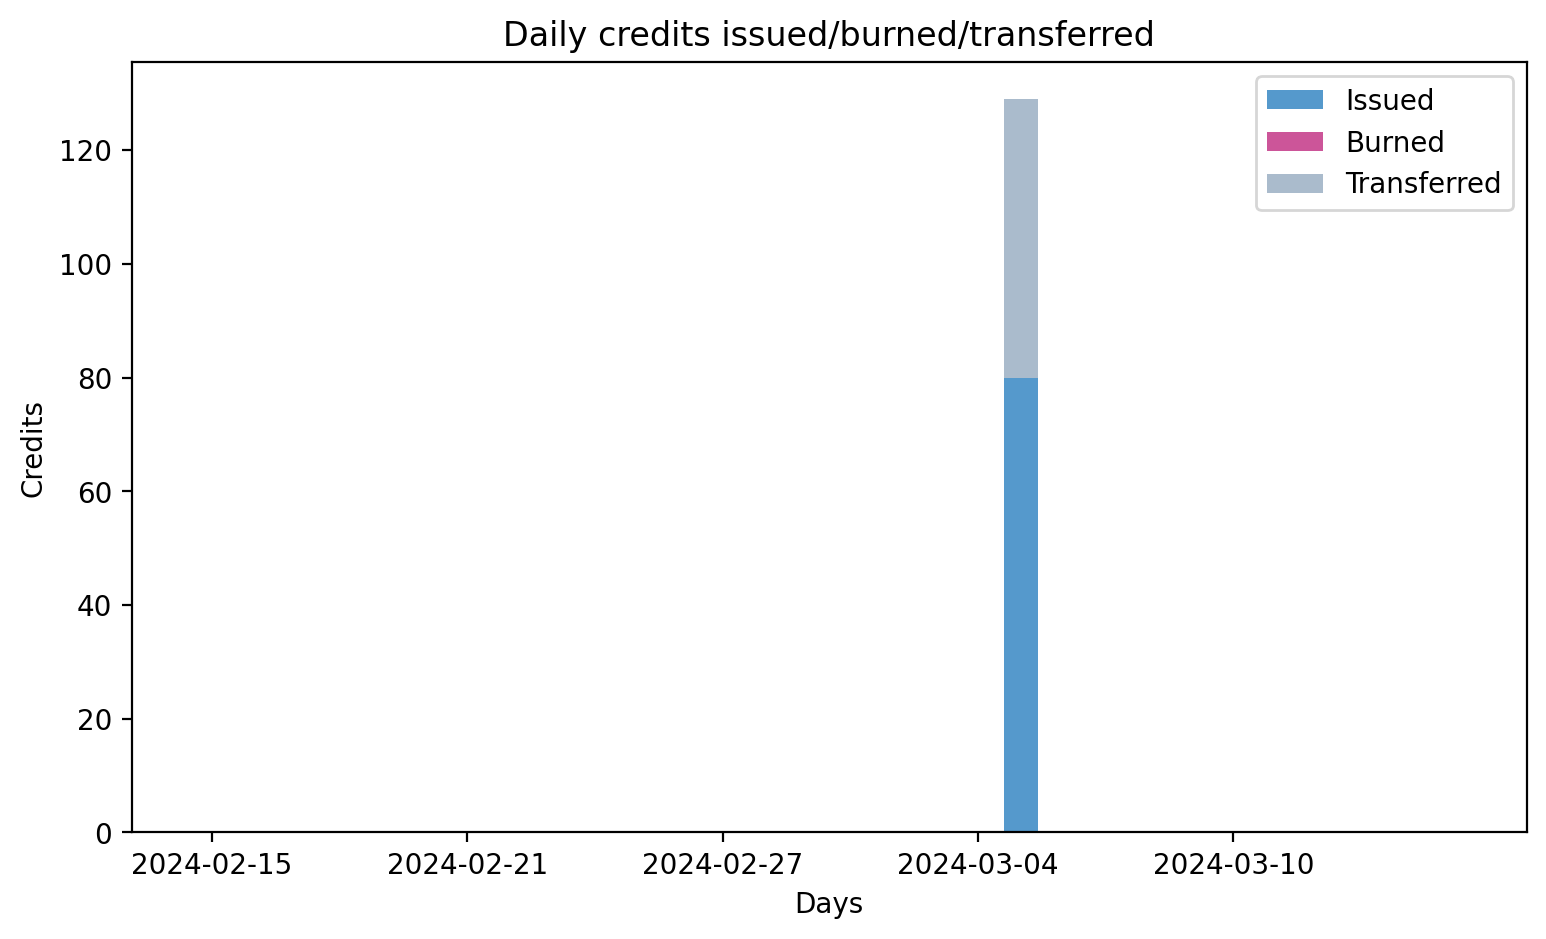 Daily credits issued/burned/transferred
Issued
Burned
Transferred
120
100
80
60
40
20
0
Credits
2024-02-15
2024-02-21
2024-02-27
2024-03-04
2024-03-10
Days